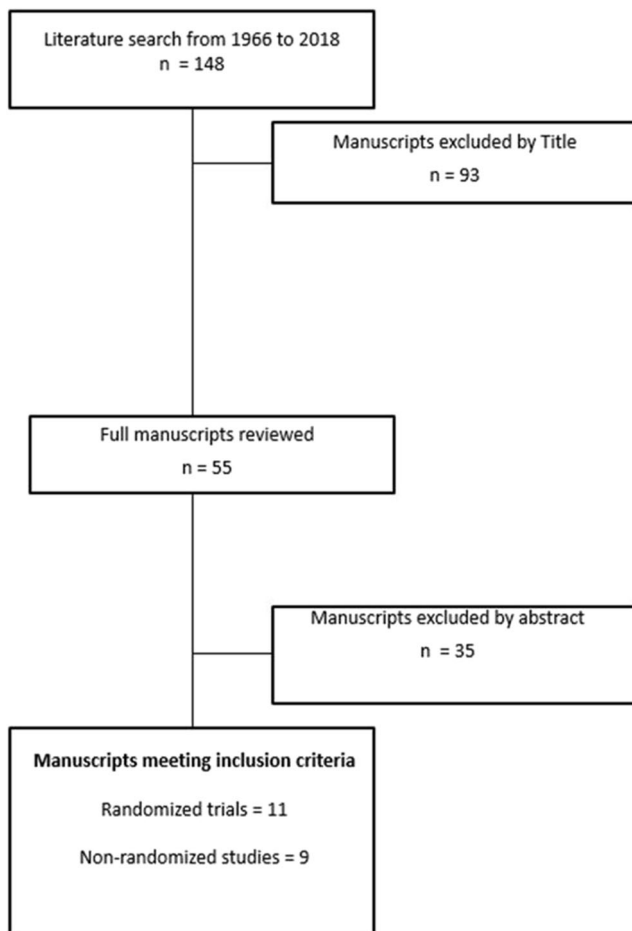 Literature search from 1966 to 2018
n = 148
Manuscripts excluded by Title
n = 93
Full manuscripts reviewed
n = 55
Manuscripts excluded by abstract
n = 35
Manuscripts meeting inclusion criteria
Randomized trials = 11
Non-randomized studies = 9